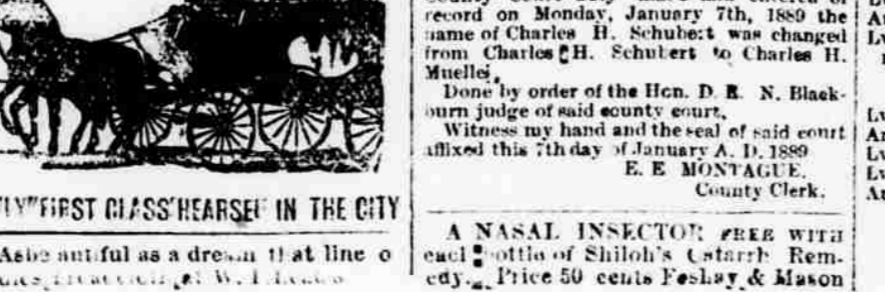 FIRST CLASS HEARSE IN THE CITY
as a dream that line o
record on Monday, January 7th, 1889 the
name of Charles H. Schubert was changed
from Charles H. Schubert to Charles H.
Mueller.
Done by order of the Hon. D. R. N. Black-
burn judge of said county court.
Witness my hand and the seal of said court
affixed this 7th day of January A. D. 1889
E. E MONTAGUE.
County Clerk.
A NASAL INSECTOR FREE WITH
each bottle of Shiloh's Catarrh Rem-
edy. Price 50 cents Foshay & Mason